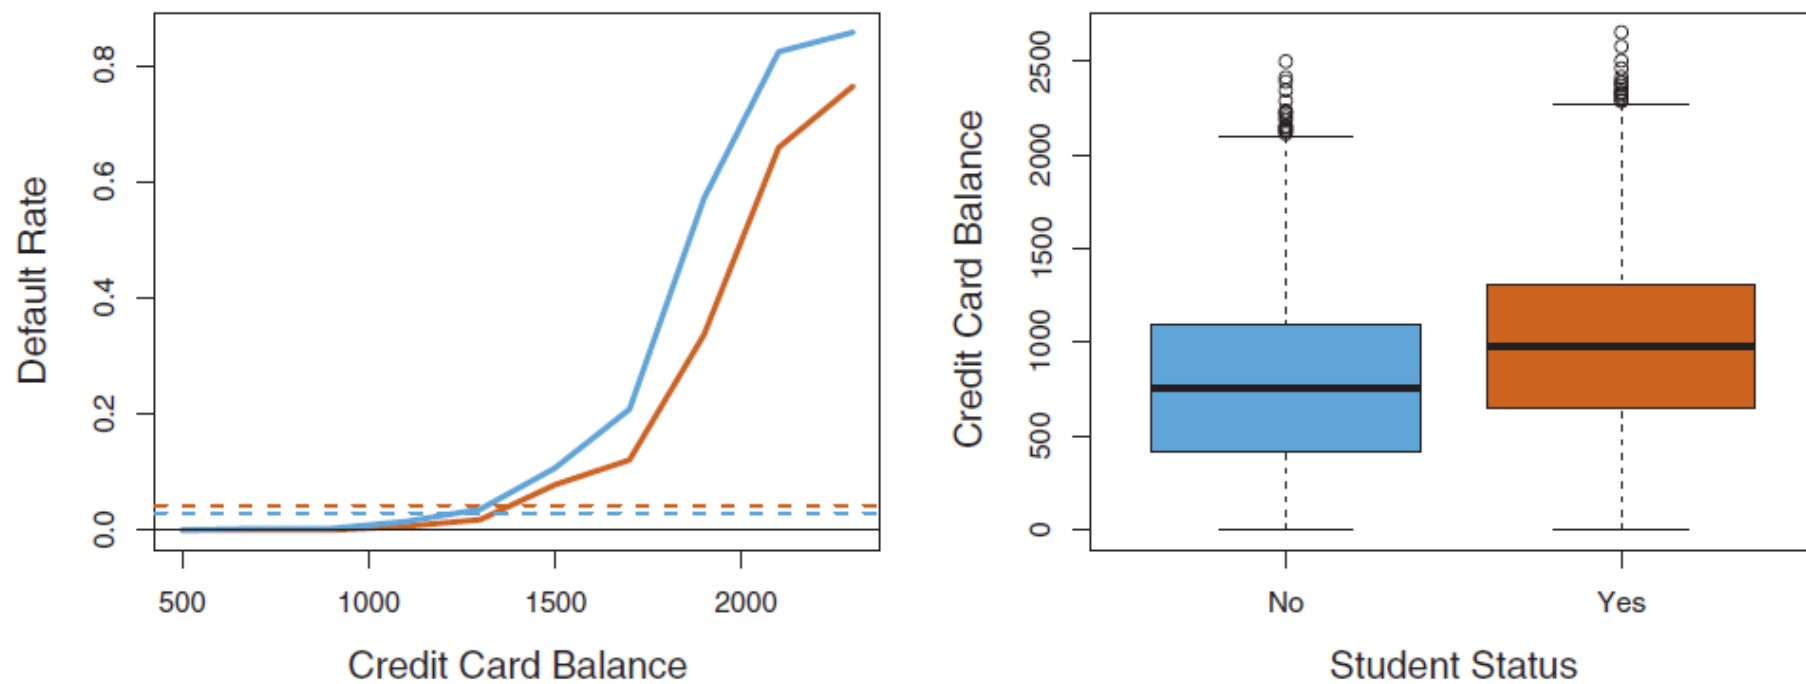 Default Rate
0.8
0.6
0.4
0.2
0.0
500 1000 1500 2000
Credit Card Balance
Credit Card Balance
2500
2000
1500
1000
500
0
No Yes
Student Status